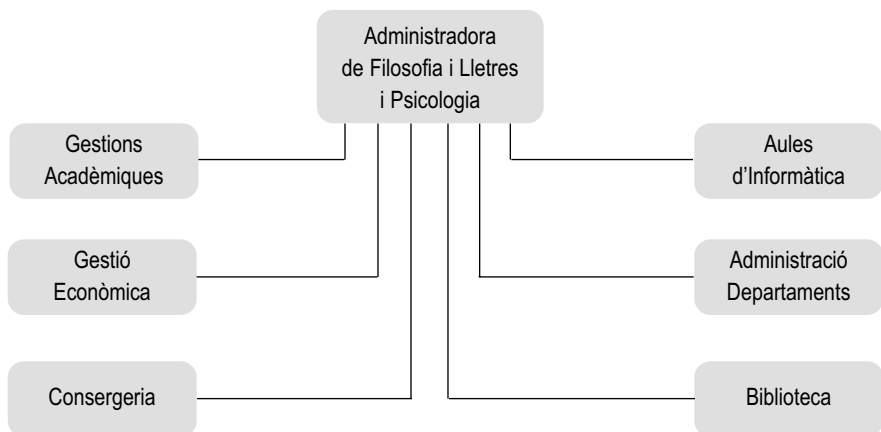 Administradora
de Filosofia i Lletres
i Psicologia
Gestions
Acadèmiques
Aules
d’Informàtica
Gestió
Econòmica
Administració
Departaments
Consergeria
Biblioteca